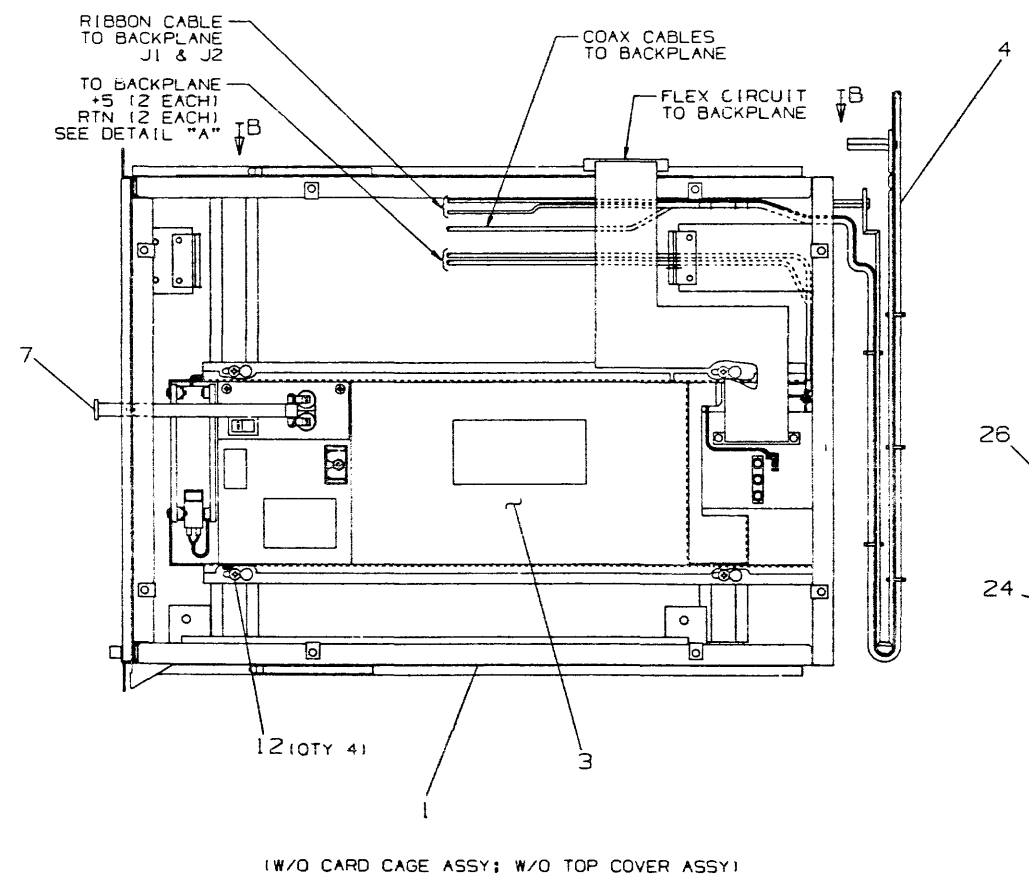 RIBBON CABLE
TO BACKPLANE
J1 & J2
COAX CABLES
TO BACKPLANE
4
TO BACKPLANE
+5 (2 EACH)
RTN (2 EACH)
SEE DETAIL "A"
B
FLEX CIRCUIT
TO BACKPLANE
B
7
26
24
12 (QTY 4)
3
1
(W/O CARD CAGE ASSY; W/O TOP COVER ASSY)